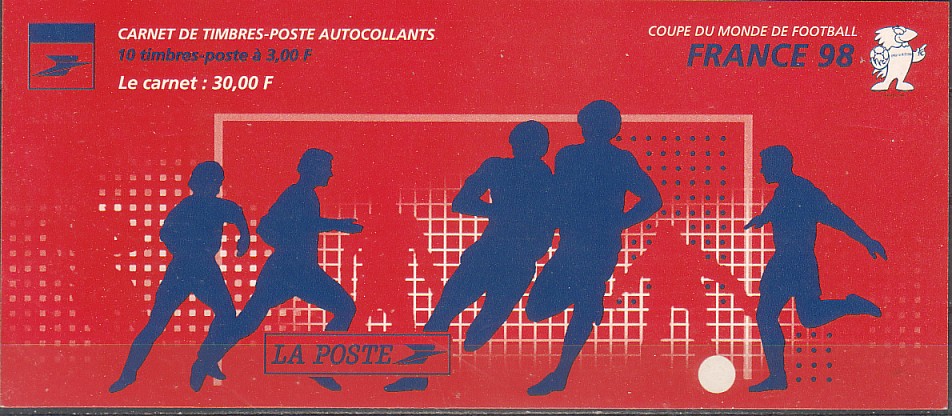 CARNET DE TIMBRES-POSTE AUTOCOLLANTS
10 timbres-poste à 3,00 F
Le carnet : 30,00 F
COUPE DU MONDE DE FOOTBALL
FRANCE 98
LA POSTE